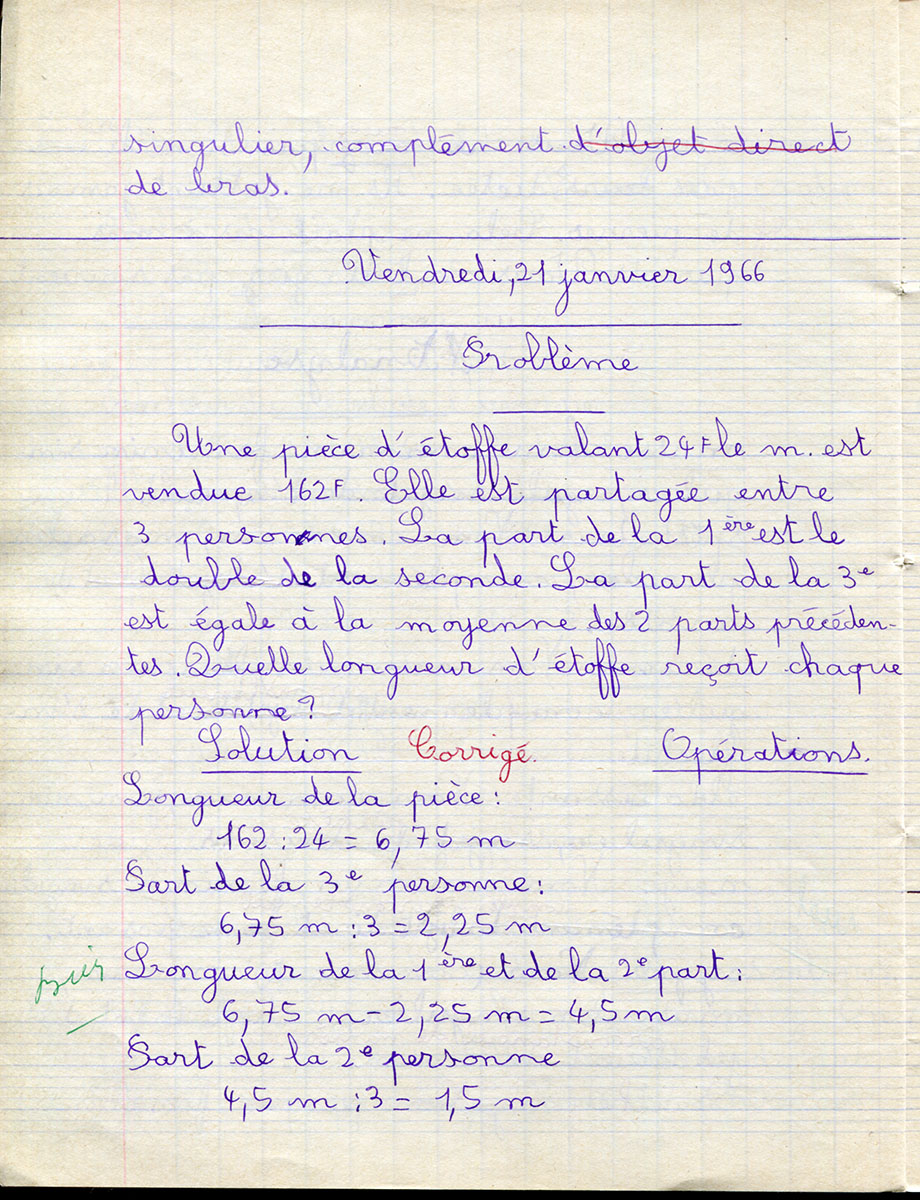 singulier, complément d'objet direct
de bras.
Vendredi, 21 janvier 1966
Problème
Une pièce d'étoffe valant 24F le m. est
vendue 162F. Elle est partagée entre
3 personnes. La part de la 1ère est le
double de la seconde. La part de la 3e
est égale à la moyenne des 2 parts précéden-
tes. Quelle longueur d'étoffe reçoit chaque
personne?
Solution Corrigé. Opérations.
Longueur de la pièce:
162 : 24 = 6,75 m
Part de la 3e personne:
6,75 m : 3 = 2,25 m
Longueur de la 1ère et de la 2e part:
6,75 m - 2,25 m = 4,5 m
Part de la 2e personne
4,5 m : 3 = 1,5 m